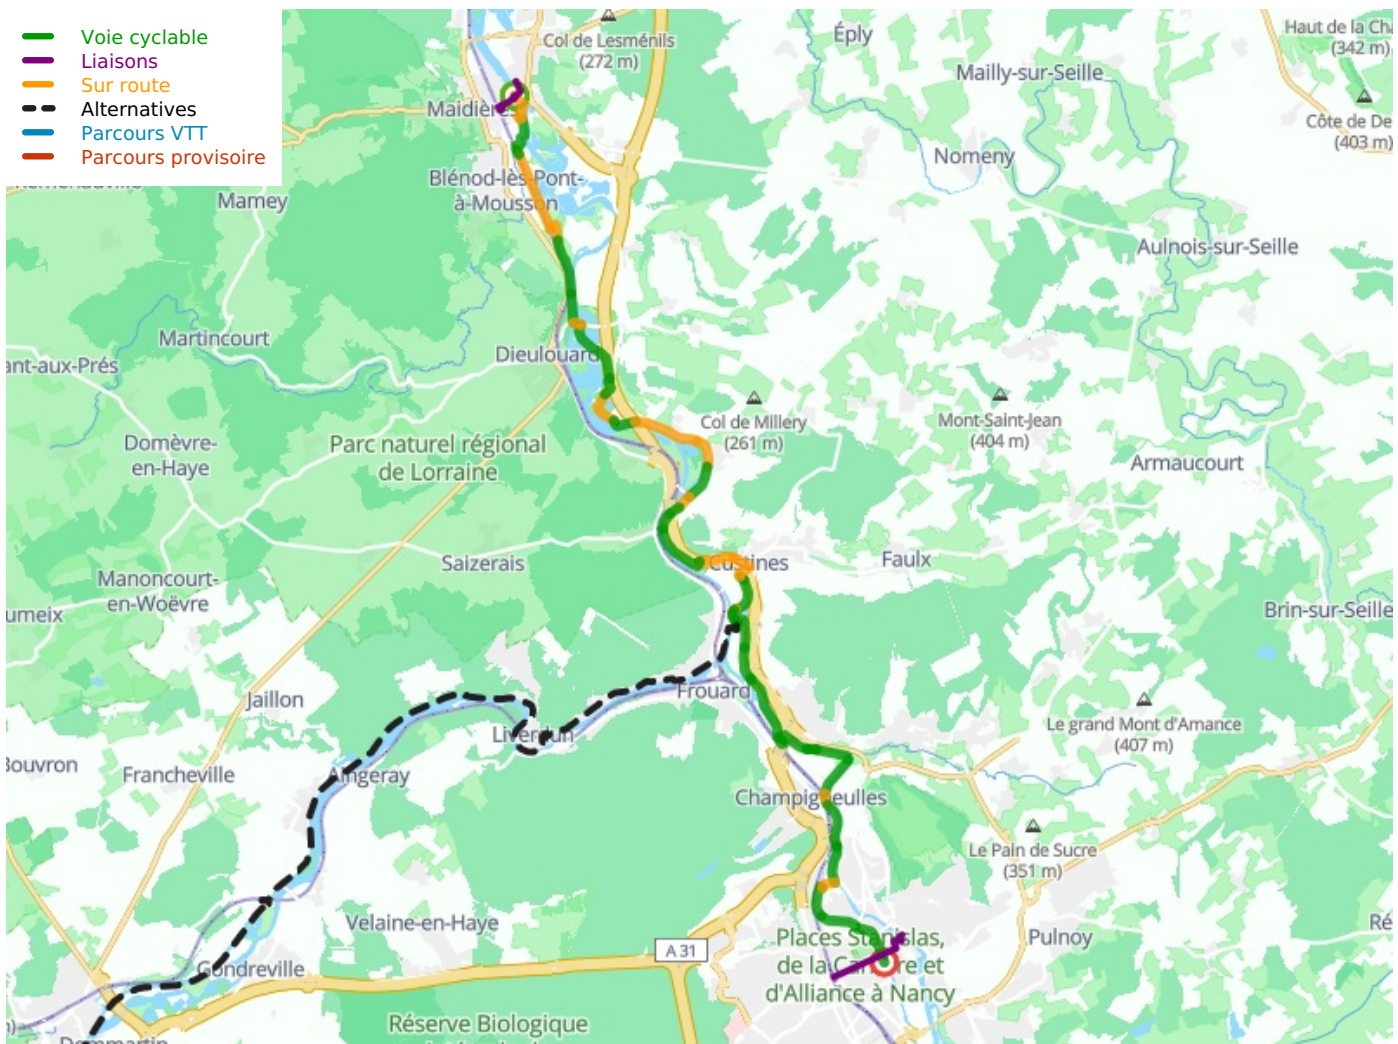 Voie cyclable
Liaisons
Sur route
Alternatives
Parcours VTT
Parcours provisoire
Col de Lesménils
(272 m)
Éply
Haut de la Cha
(342 m)
Mailly-sur-Seille
Maidières
Côte de De
(403 m)
Nomeny
Blénod-lès-Pont-
à-Mousson
Mamey
Aulnois-sur-Seille
Martincourt
Dieulouard
ant-aux-Prés
Col de Millery
(261 m)
Mont-Saint-Jean
(404 m)
Domèvre-
en-Haye
Parc naturel régional
de Lorraine
Armaucourt
Saizerais
Custines
Faulx
Manoncourt-
en-Woëvre
umeix
Brin-sur-Seille
Jaillon
Frouard
Le grand Mont d'Amance
(407 m)
Liverdun
Bouvron
Francheville
Aingeray
Champigneulles
Le Pain de Sucre
(351 m)
Velaine-en-Haye
Ré
A 31
Places Stanislas,
de la Carrière et
d'Alliance à Nancy
Pulnoy
Gondreville
Réserve Biologique
Dommartin